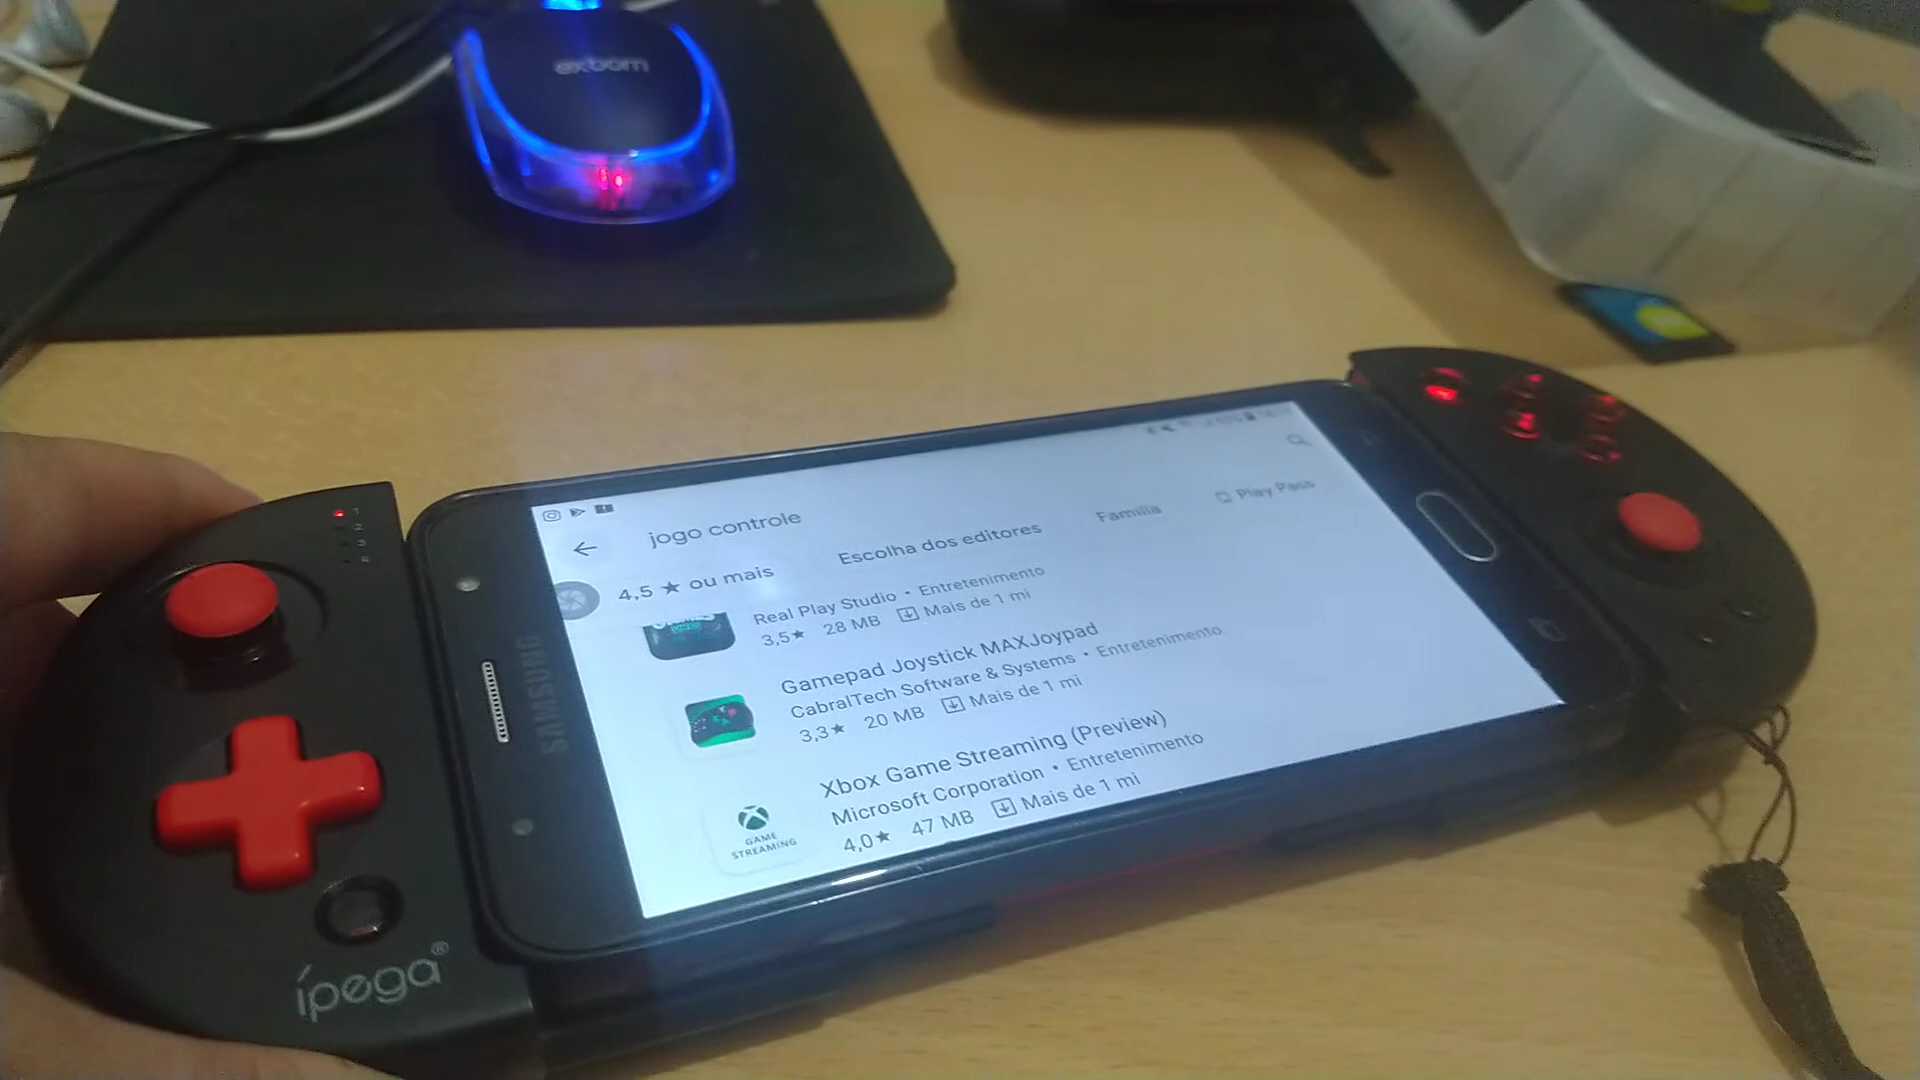 exbom
jogo controle
4,5 ★ ou mais
Escolha dos editores
Família
Play Pass
Real Play Studio • Entretenimento
3,5★ 28 MB Mais de 1 mi
Gamepad Joystick MAXJoypad
CabralTech Software & Systems • Entretenimento
3,3★ 20 MB Mais de 1 mi
Xbox Game Streaming (Preview)
Microsoft Corporation • Entretenimento
4,0★ 47 MB Mais de 1 mi
GAME
STREAMING
SAMSUNG
ípega®